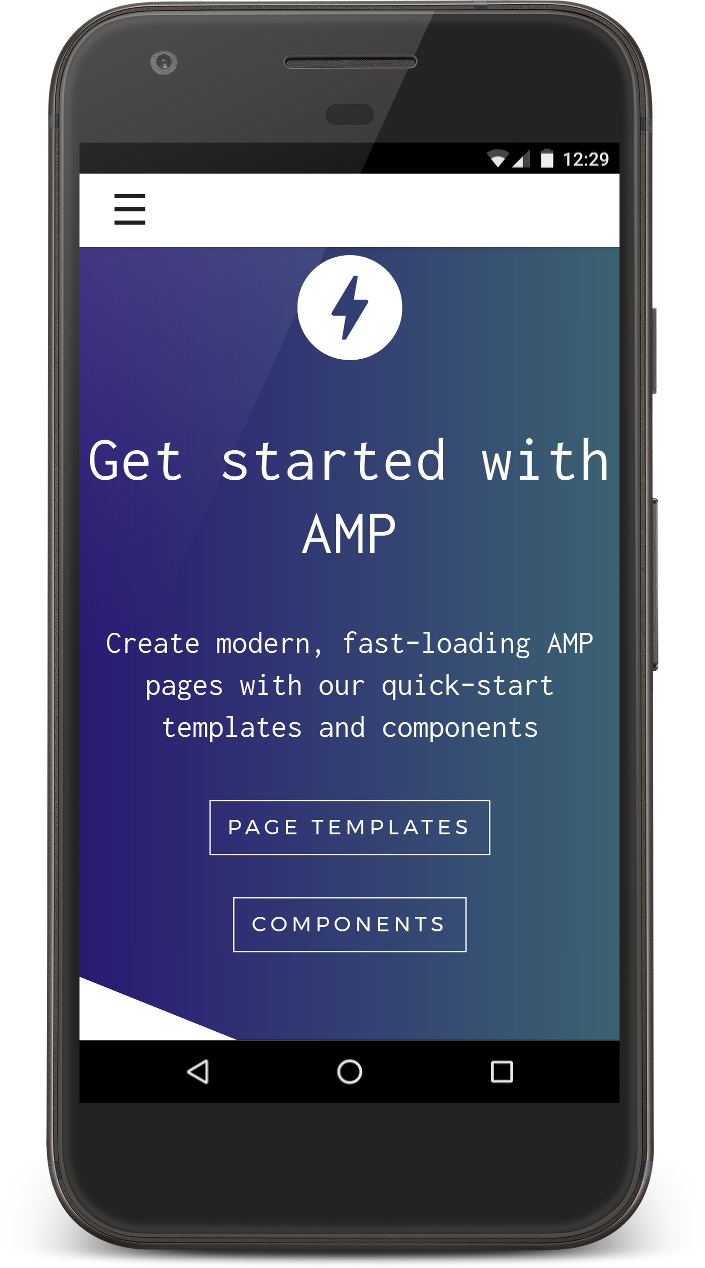 12:29
Get started with
AMP
Create modern, fast-loading AMP
pages with our quick-start
templates and components
PAGE TEMPLATES
COMPONENTS